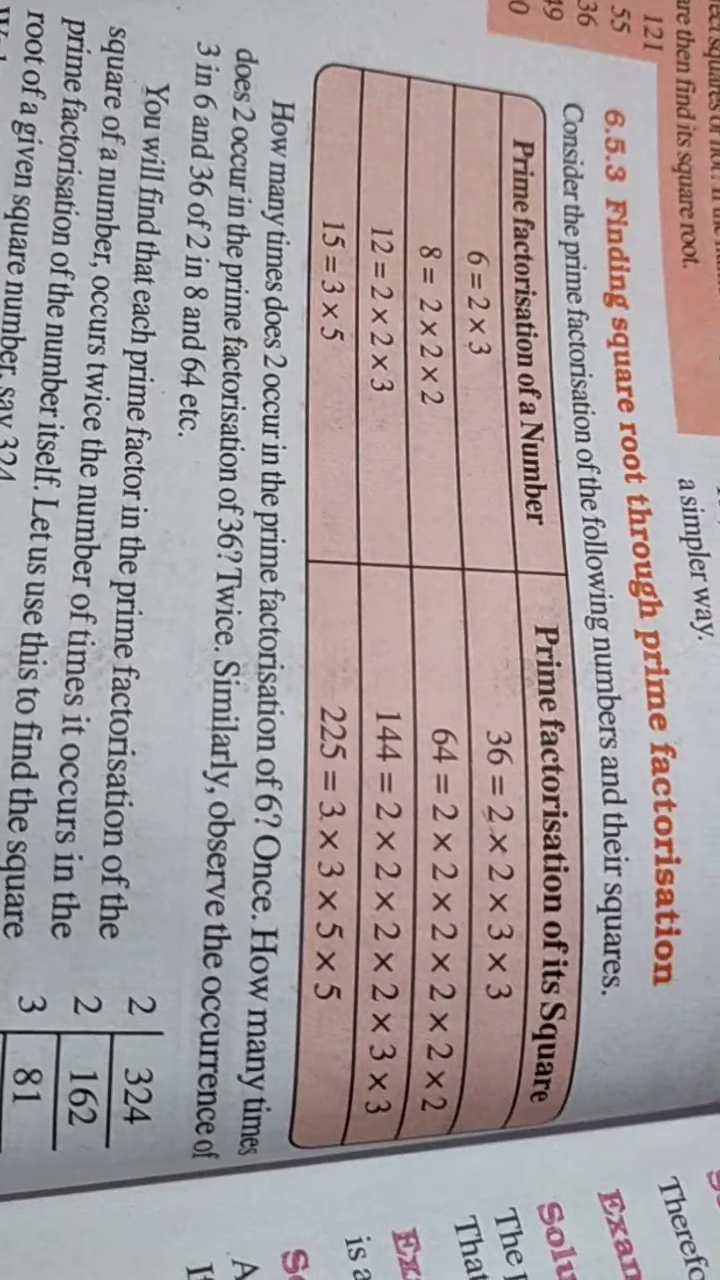 are then find its square root.
121
55
36
49
0
a simpler way.
6.5.3 Finding square root through prime factorisation
Consider the prime factorisation of the following numbers and their squares.
Prime factorisation of a Number Prime factorisation of its Square
6 = 2 × 3 36 = 2 × 2 × 3 × 3
8 = 2 × 2 × 2 64 = 2 × 2 × 2 × 2 × 2 × 2
12 = 2 × 2 × 3 144 = 2 × 2 × 2 × 2 × 3 × 3
15 = 3 × 5 225 = 3 × 3 × 5 × 5
How many times does 2 occur in the prime factorisation of 6? Once. How many times
does 2 occur in the prime factorisation of 36? Twice. Similarly, observe the occurrence of
3 in 6 and 36 of 2 in 8 and 64 etc.
You will find that each prime factor in the prime factorisation of the
square of a number, occurs twice the number of times it occurs in the
prime factorisation of the number itself. Let us use this to find the square
root of a given square number, say 324
2 324
2 162
3 81
Therefo
Exam
Solu
The
That
Ex
is a
S
A